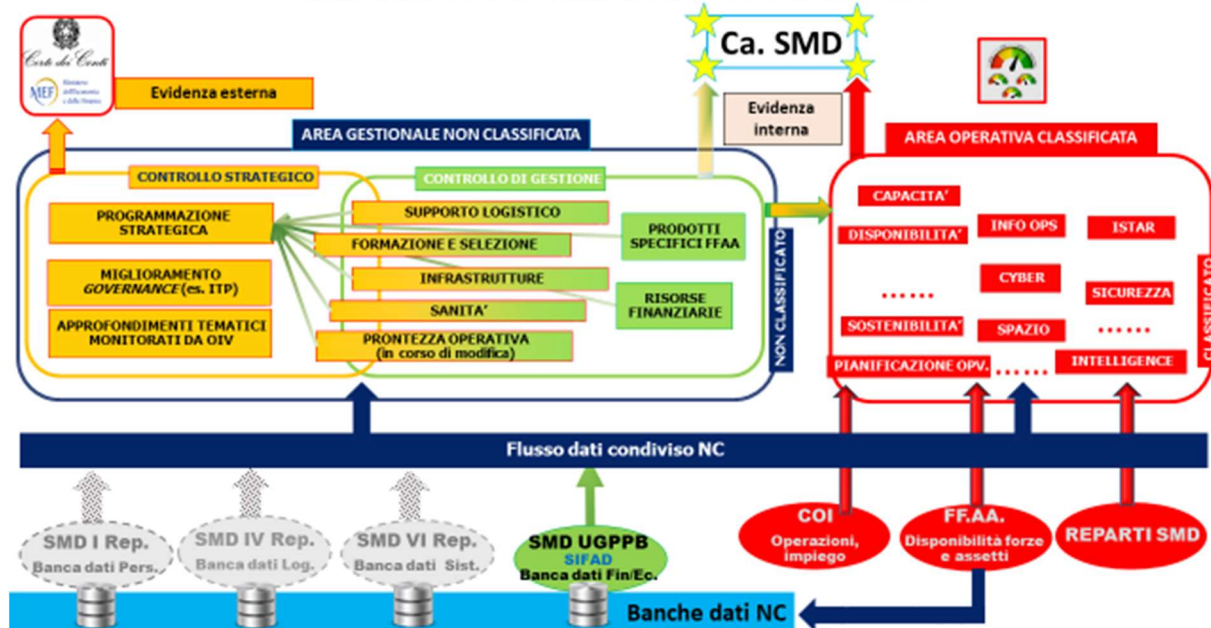 Corte dei Conti
MEF Ministero
dell'Economia
e delle Finanze
Evidenza esterna
Ca. SMD
Evidenza
interna
AREA GESTIONALE NON CLASSIFICATA
AREA OPERATIVA CLASSIFICATA
CONTROLLO STRATEGICO
CONTROLLO DI GESTIONE
PROGRAMMAZIONE
STRATEGICA
MIGLIORAMENTO
GOVERNANCE (es. ITP)
APPROFONDIMENTI TEMATICI
MONITORATI DA OIV
SUPPORTO LOGISTICO
FORMAZIONE E SELEZIONE
INFRASTRUTTURE
SANITA'
PRONTEZZA OPERATIVA
(in corso di modifica)
PRODOTTI
SPECIFICI FFAA
RISORSE
FINANZIARIE
NON CLASSIFICATO
CAPACITA'
DISPONIBILITA'
......
SOSTENIBILITA'
PIANIFICAZIONE OPV.
INFO OPS
CYBER
SPAZIO
......
ISTAR
SICUREZZA
......
INTELLIGENCE
CLASSIFICATO
Flusso dati condiviso NC
SMD I Rep.
Banca dati Pers.
SMD IV Rep.
Banca dati Log.
SMD VI Rep.
Banca dati Sist.
SMD UGPPB
SIFAD
Banca dati Fin/Ec.
COI
Operazioni,
impiego
FF.AA.
Disponibilità forze
e assetti
REPARTI SMD
Banche dati NC